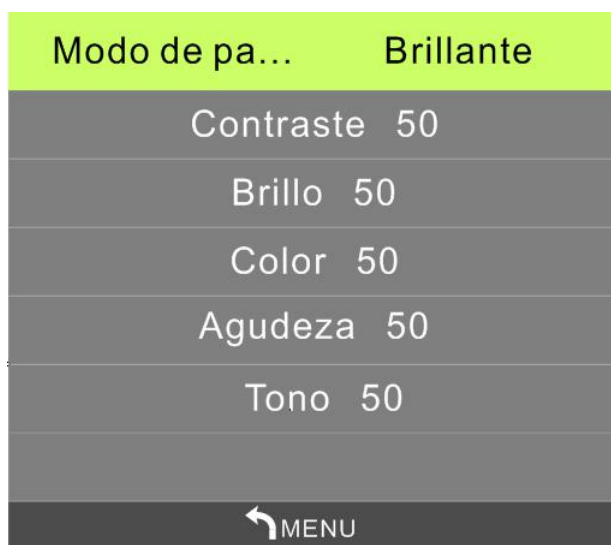 Modo de pa... Brillante
Contraste 50
Brillo 50
Color 50
Agudeza 50
Tono 50
MENU